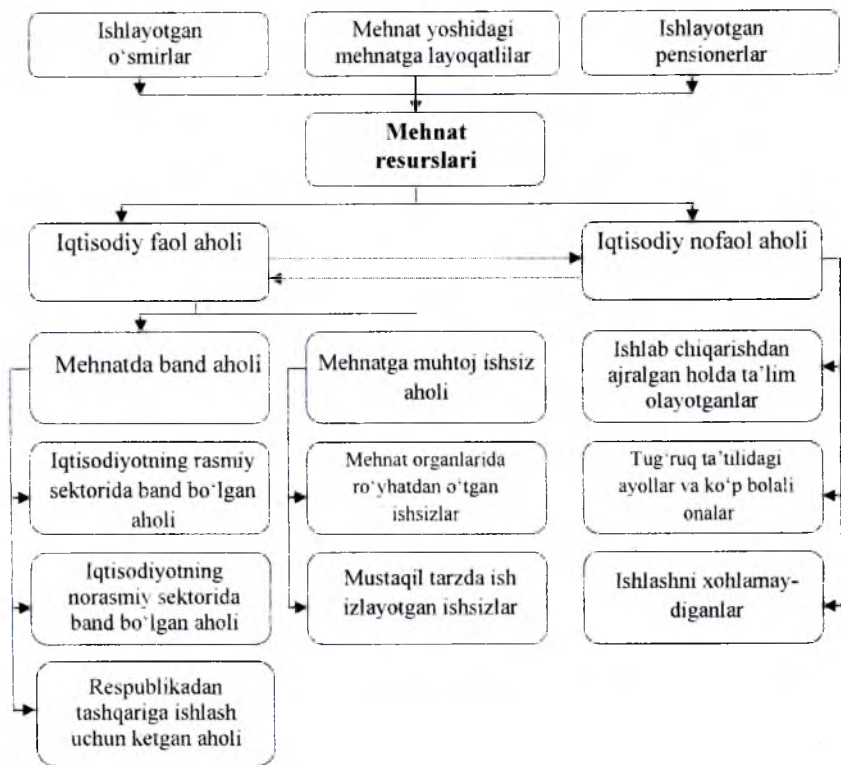 Ishlayotgan
o‘smirlar
Mehnat yoshidagi
mehnatga layoqatlilar
Ishlayotgan
pensionerlar
Mehnat
resurslari
Iqtisodiy faol aholi
Iqtisodiy nofaol aholi
Mehnatda band aholi
Mehnatga muhtoj ishsiz
aholi
Ishlab chiqarishdan
ajralgan holda ta’lim
olayotganlar
Iqtisodiyotning rasmiy
sektorida band bo‘lgan
aholi
Mehnat organlarida
ro‘yhatdan o‘tgan
ishsizlar
Tug‘ruq ta’tilidagi
ayollar va ko‘p bolali
onalar
Iqtisodiyotning
norasmiy sektorida
band bo‘lgan aholi
Mustaqil tarzda ish
izlayotgan ishsizlar
Ishlashni xohlamay-
diganlar
Respublikadan
tashqariga ishlash
uchun ketgan aholi